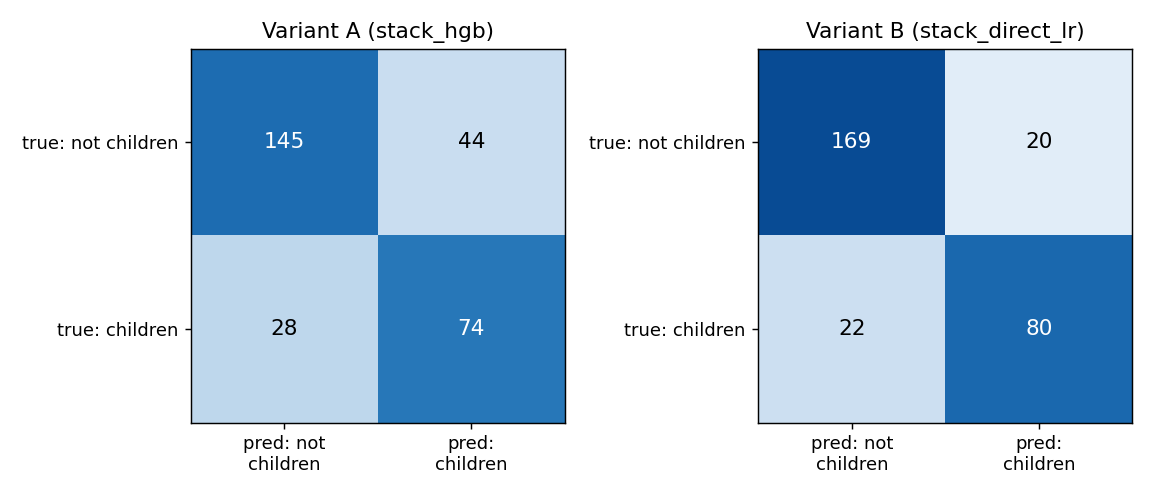 Variant A (stack_hgb)
true: not children
145
44
true: children
28
74
pred: not
children
pred:
children
Variant B (stack_direct_lr)
true: not children
169
20
true: children
22
80
pred: not
children
pred:
children